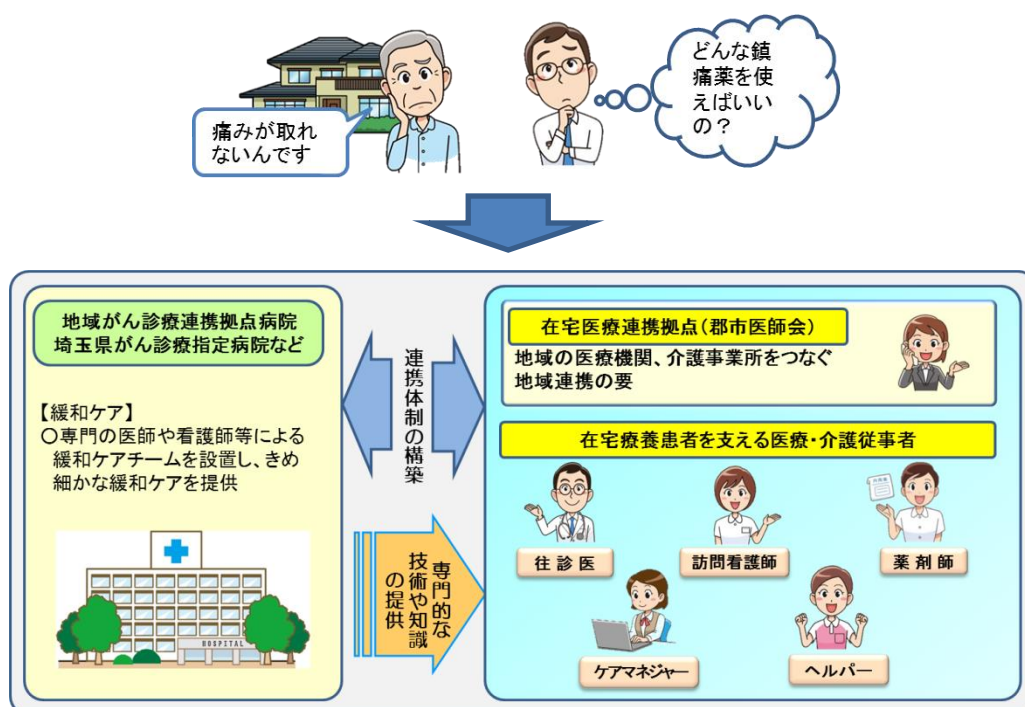 痛みが取れ
ないんです
どんな鎮
痛薬を使
えばいい
の？
地域がん診療連携拠点病院
埼玉県がん診療指定病院など
【緩和ケア】
○専門の医師や看護師等による
緩和ケアチームを設置し、きめ
細かな緩和ケアを提供
HOSPITAL
連携体制の構築
専門的な
技術や知識
の提供
在宅医療連携拠点（郡市医師会）
地域の医療機関、介護事業所をつなぐ
地域連携の要
在宅療養患者を支える医療・介護従事者
往診医
訪問看護師
薬剤師
ケアマネジャー
ヘルパー